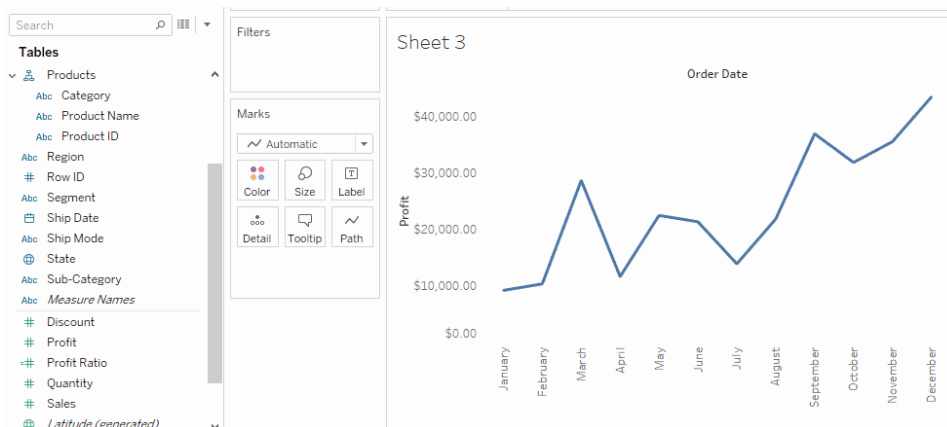 Search
Tables
Products
Abc Category
Abc Product Name
Abc Product ID
Abc Region
# Row ID
Abc Segment
Ship Date
Abc Ship Mode
State
Abc Sub-Category
Abc Measure Names
# Discount
# Profit
=# Profit Ratio
# Quantity
# Sales
Latitude (generated)
Filters
Marks
Automatic
Color
Size
T
Label
Detail
Tooltip
Path
Sheet 3
Order Date
Profit
$40,000.00
$30,000.00
$20,000.00
$10,000.00
$0.00
January
February
March
April
May
June
July
August
September
October
November
December